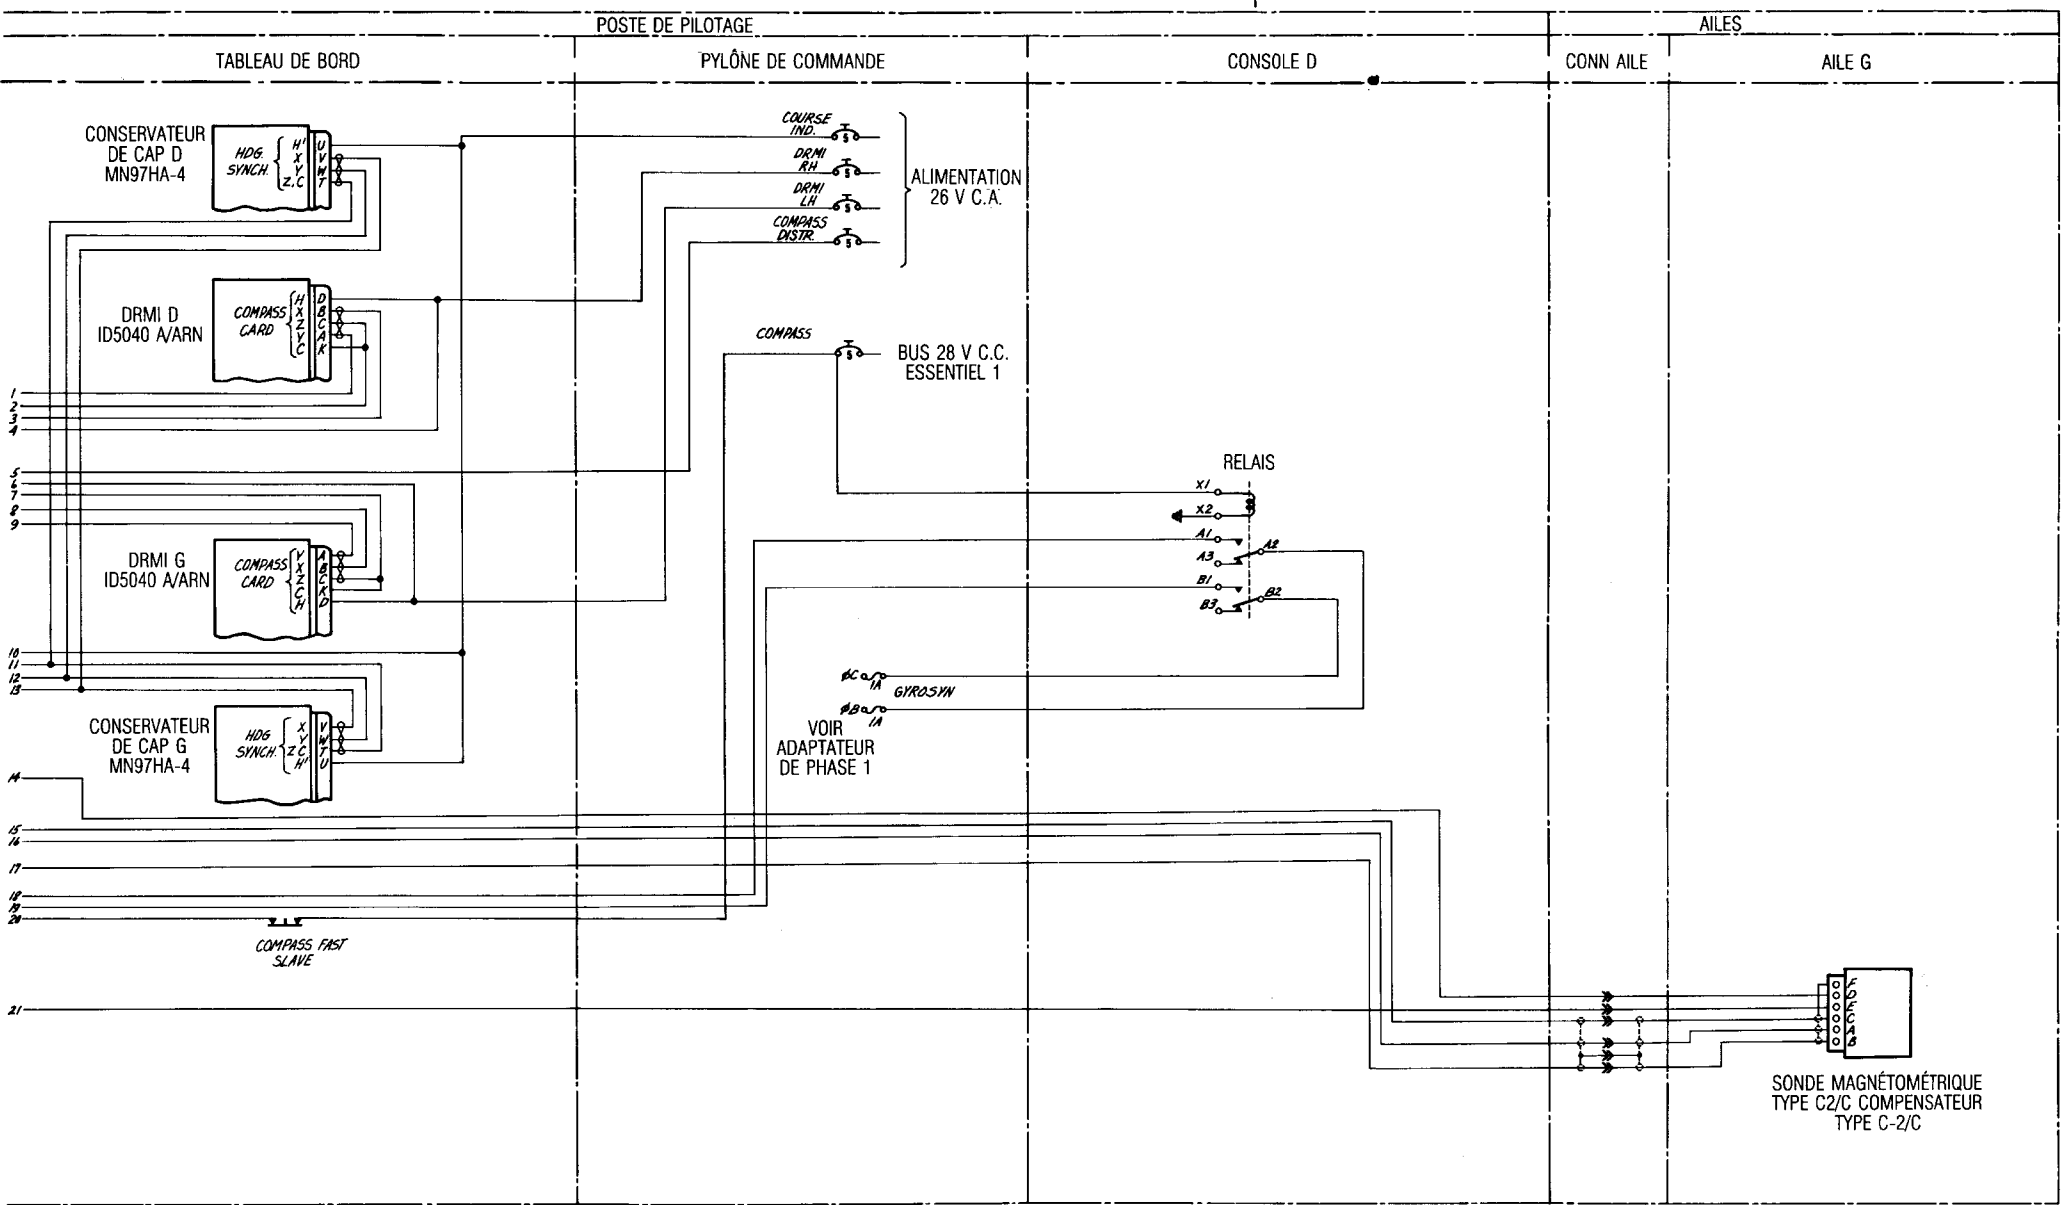 POSTE DE PILOTAGE
AILES
TABLEAU DE BORD
PYLÔNE DE COMMANDE
CONSOLE D
CONN AILE
AILE G
CONSERVATEUR
DE CAP D
MN97HA-4
HDG.
SYNCH.
H'
X
Y
Z,C
U
V
W
T
COURSE
IND.
5
DRMI
RH
5
DRMI
LH
5
COMPASS
DISTR.
5
ALIMENTATION
26 V C.A.
DRMI D
ID5040 A/ARN
COMPASS
CARD
H
X
Z
Y
C
D
B
C
A
K
COMPASS
5
BUS 28 V C.C.
ESSENTIEL 1
1
2
3
4
5
6
7
8
9
RELAIS
X1
X2
A1
A2
A3
B1
B2
B3
DRMI G
ID5040 A/ARN
COMPASS
CARD
Y
X
Z
C
H
A
B
C
K
D
10
11
12
13
ØC
1A
GYROSYN
ØB
1A
VOIR
ADAPTATEUR
DE PHASE 1
CONSERVATEUR
DE CAP G
MN97HA-4
HDG
SYNCH.
X
Y
Z C
H'
V
W
T
U
14
15
16
17
18
19
20
COMPASS FAST
SLAVE
21
F
D
E
C
A
B
SONDE MAGNÉTOMÉTRIQUE
TYPE C2/C COMPENSATEUR
TYPE C-2/C